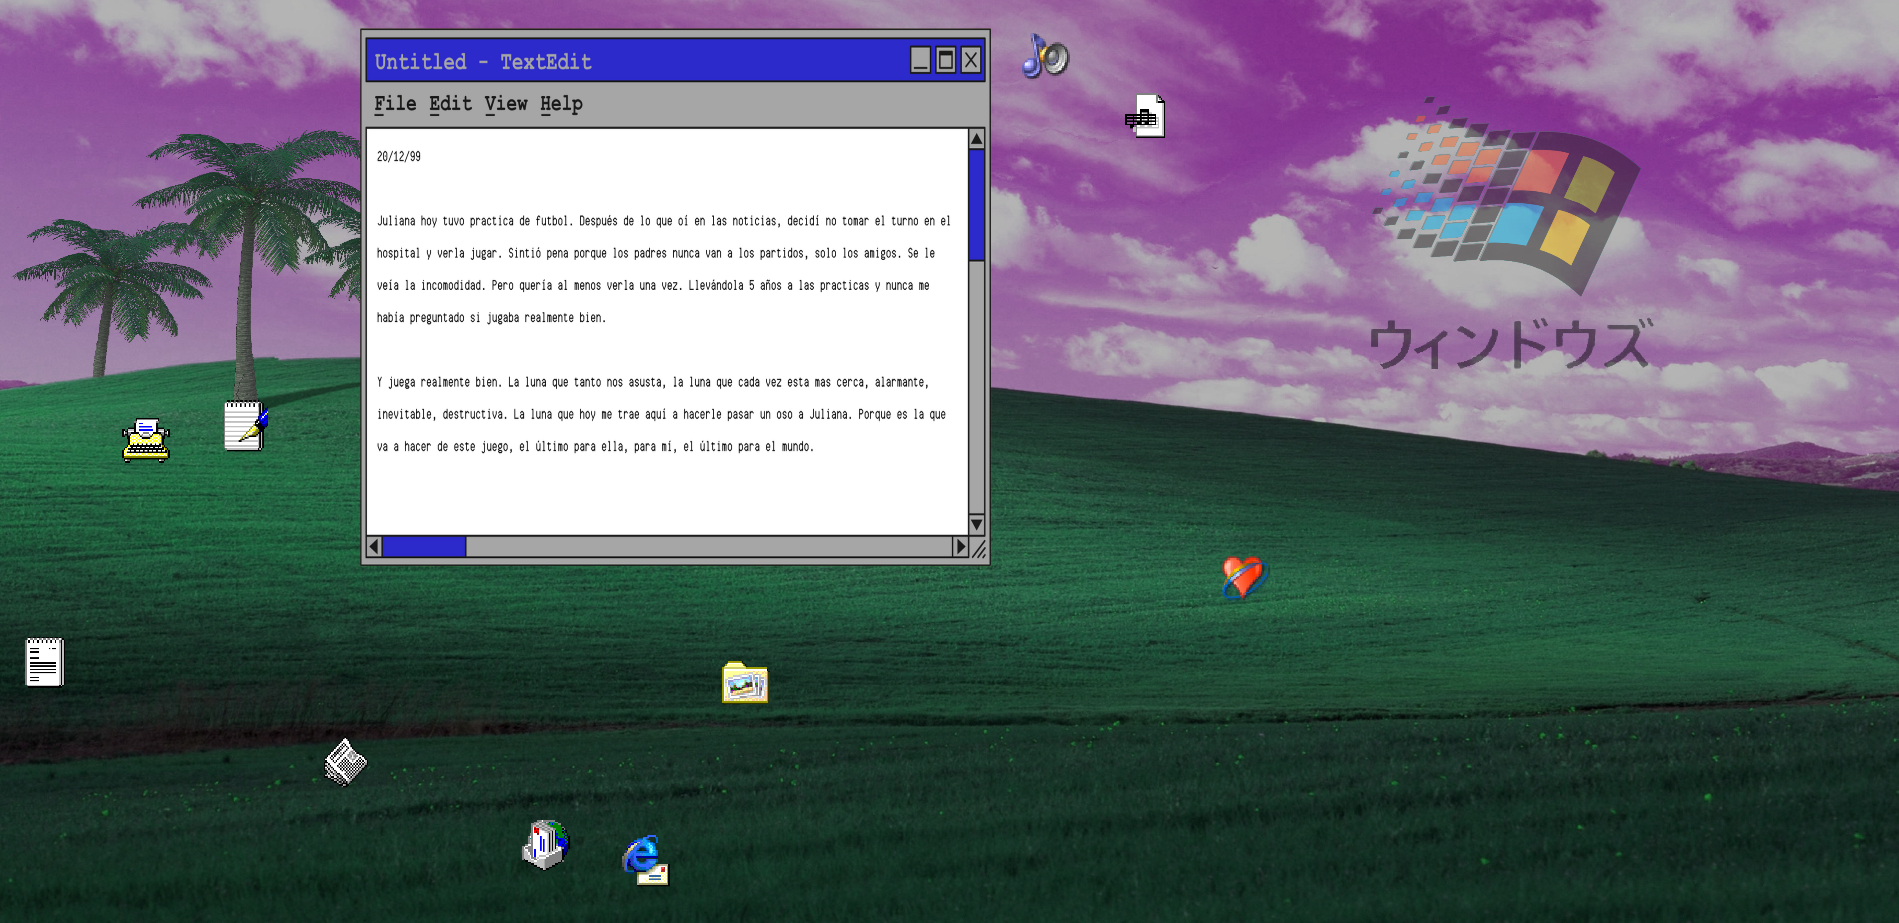 Untitled - TextEdit
File Edit View Help
20/12/99
Juliana hoy tuvo practica de futbol. Después de lo que oí en las noticias, decidí no tomar el turno en el
hospital y verla jugar. Sintió pena porque los padres nunca van a los partidos, solo los amigos. Se le
veía la incomodidad. Pero quería al menos verla una vez. Llevándola 5 años a las practicas y nunca me
había preguntado si jugaba realmente bien.
Y juega realmente bien. La luna que tanto nos asusta, la luna que cada vez esta mas cerca, alarmante,
inevitable, destructiva. La luna que hoy me trae aquí a hacerle pasar un oso a Juliana. Porque es la que
va a hacer de este juego, el último para ella, para mí, el último para el mundo.
ウィンドウズ